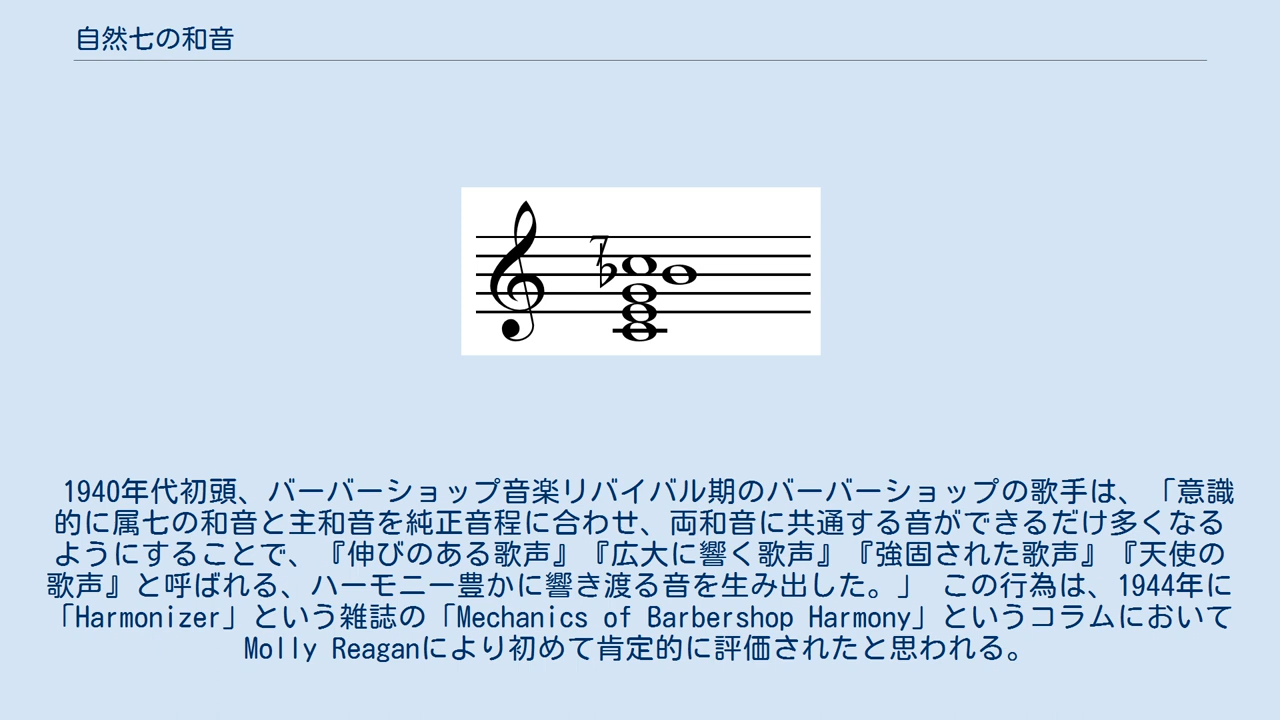 自然七の和音
7
1940年代初頭、バーバーショップ音楽リバイバル期のバーバーショップの歌手は、「意識
的に属七の和音と主和音を純正音程に合わせ、両和音に共通する音ができるだけ多くなる
ようにすることで、『伸びのある歌声』『広大に響く歌声』『強固された歌声』『天使の
歌声』と呼ばれる、ハーモニー豊かに響き渡る音を生み出した。」 この行為は、1944年に
「Harmonizer」という雑誌の「Mechanics of Barbershop Harmony」というコラムにおいて
Molly Reaganにより初めて肯定的に評価されたと思われる。